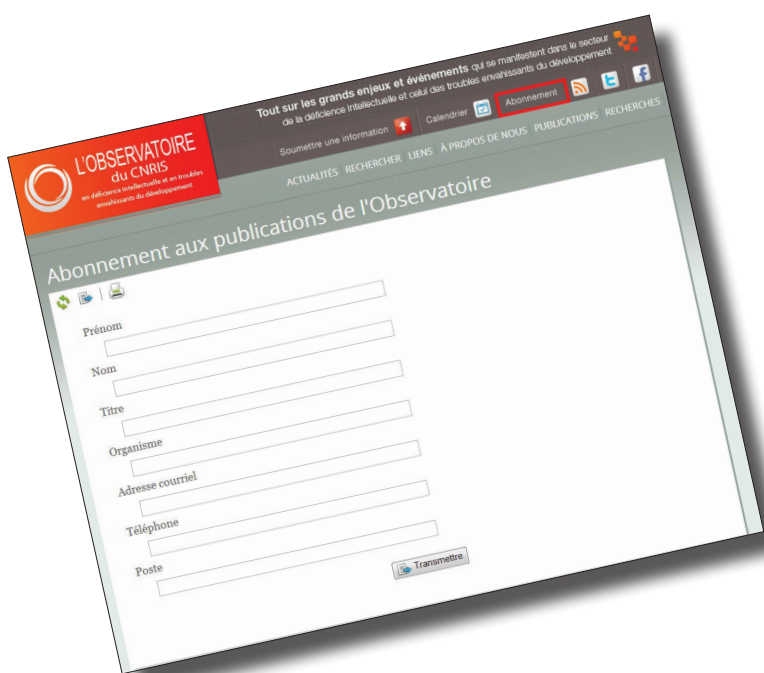 L'OBSERVATOIRE
du CNRIS
en déficience intellectuelle et en troubles
envahissants du développement
Tout sur les grands enjeux et événements qui se manifestent dans le secteur
de la déficience intellectuelle et celui des troubles envahissants du développement
Soumettre une information
Calendrier
Abonnement
ACTUALITÉS RECHERCHER LIENS À PROPOS DE NOUS PUBLICATIONS RECHERCHES
Abonnement aux publications de l'Observatoire
Prénom
Nom
Titre
Organisme
Adresse courriel
Téléphone
Poste
Transmettre